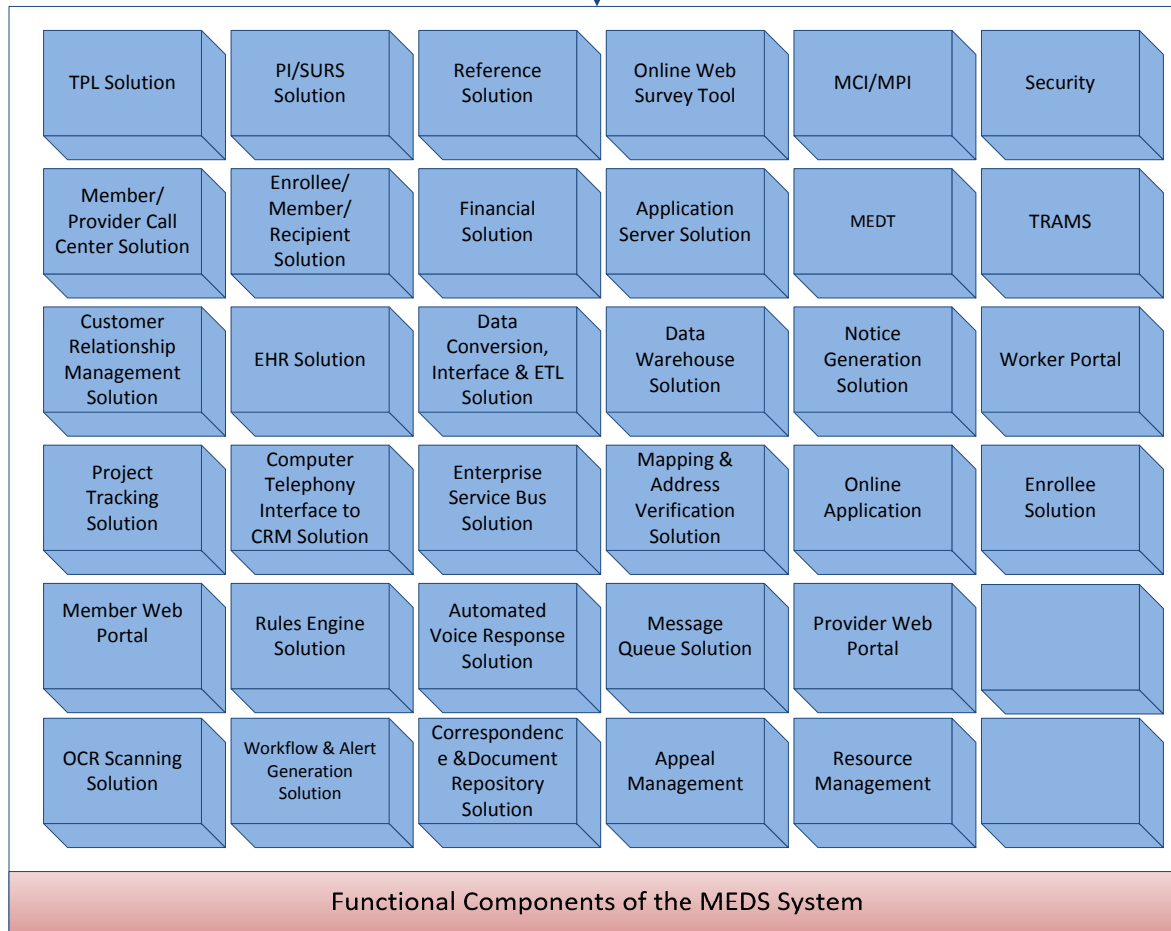 TPL Solution
PI/SURS
Solution
Reference
Solution
Online Web
Survey Tool
MCI/MPI
Security
Member/
Provider Call
Center Solution
Enrollee/
Member/
Recipient
Solution
Financial
Solution
Application
Server Solution
MEDT
TRAMS
Customer
Relationship
Management
Solution
EHR Solution
Data
Conversion,
Interface & ETL
Solution
Data
Warehouse
Solution
Notice
Generation
Solution
Worker Portal
Project
Tracking
Solution
Computer
Telephony
Interface to
CRM Solution
Enterprise
Service Bus
Solution
Mapping &
Address
Verification
Solution
Online
Application
Enrollee
Solution
Member Web
Portal
Rules Engine
Solution
Automated
Voice Response
Solution
Message
Queue Solution
Provider Web
Portal
OCR Scanning
Solution
Workflow & Alert
Generation
Solution
Correspondenc
e &Document
Repository
Solution
Appeal
Management
Resource
Management
Functional Components of the MEDS System